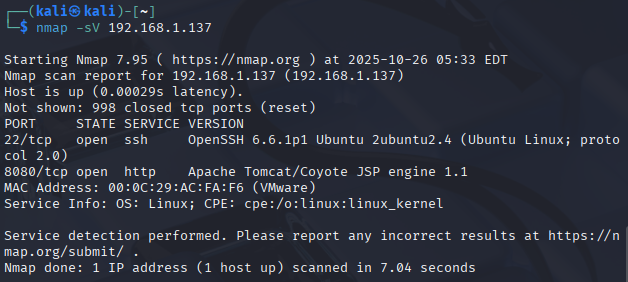 ┌──(kali㉿kali)-[~]
└─$ nmap -sV 192.168.1.137
Starting Nmap 7.95 ( https://nmap.org ) at 2025-10-26 05:33 EDT
Nmap scan report for 192.168.1.137 (192.168.1.137)
Host is up (0.00029s latency).
Not shown: 998 closed tcp ports (reset)
PORT     STATE SERVICE VERSION
22/tcp   open  ssh     OpenSSH 6.6.1p1 Ubuntu 2ubuntu2.4 (Ubuntu Linux; proto
col 2.0)
8080/tcp open  http    Apache Tomcat/Coyote JSP engine 1.1
MAC Address: 00:0C:29:AC:FA:F6 (VMware)
Service Info: OS: Linux; CPE: cpe:/o:linux:linux_kernel
Service detection performed. Please report any incorrect results at https://n
map.org/submit/ .
Nmap done: 1 IP address (1 host up) scanned in 7.04 seconds